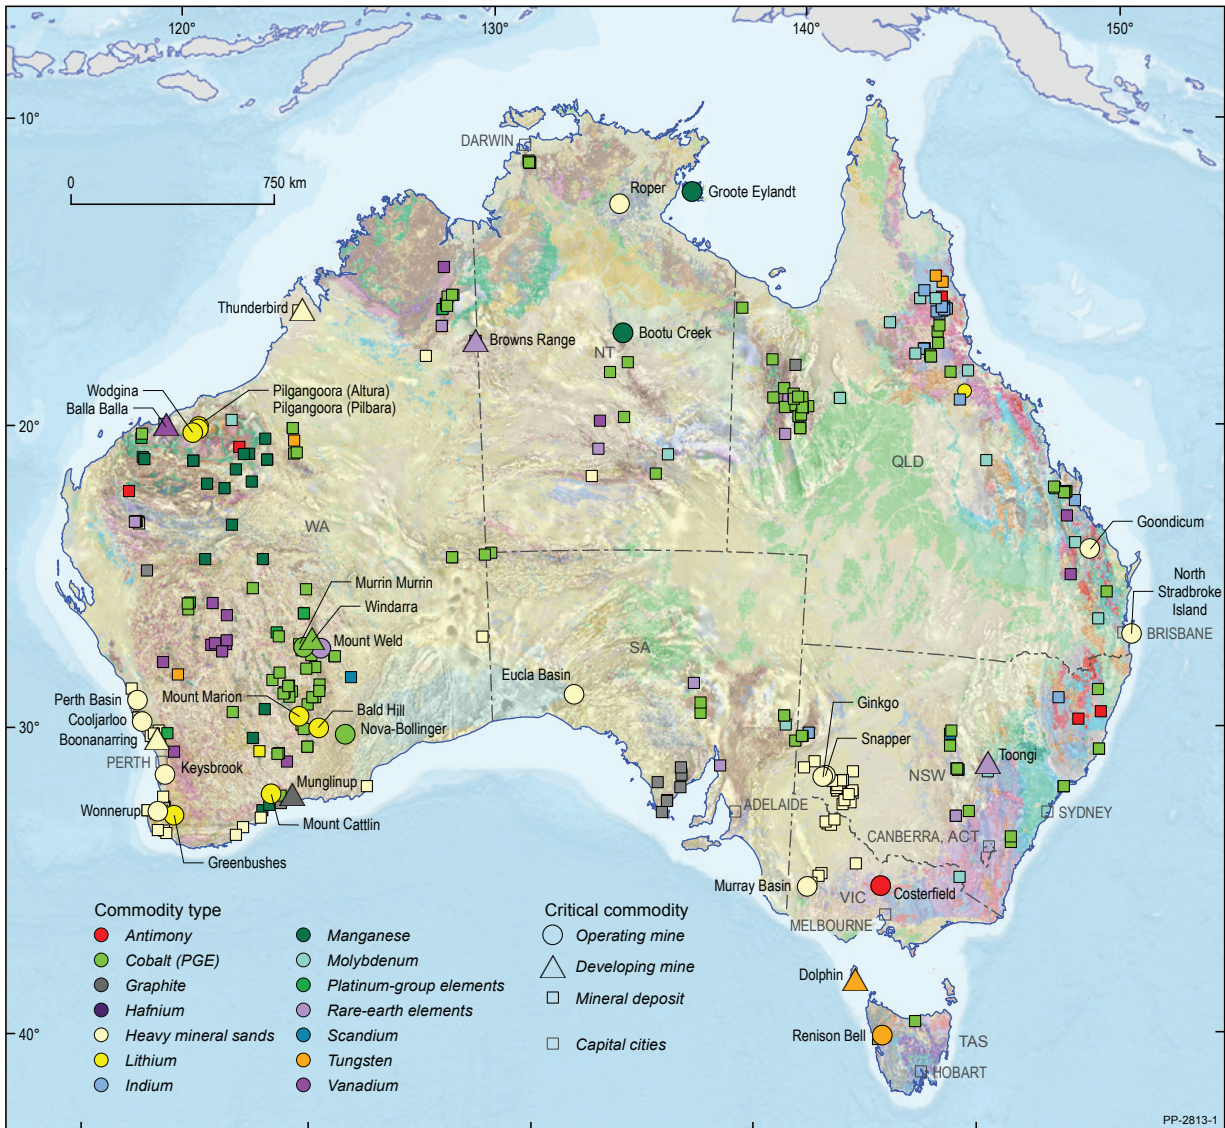 120°
130°
140°
150°
10°
DARWIN
0
750 km
Roper
Groote Eylandt
Thunderbird
Browns Range
Bootu Creek
NT
Wodgina
Balla Balla
Pilgangoora (Altura)
Pilgangoora (Pilbara)
20°
QLD
WA
Goondicum
Murrin Murrin
Windarra
Mount Weld
North
Stradbroke
Island
BRISBANE
SA
Eucla Basin
Perth Basin
Cooljarloo
Boonanarring
PERTH
Mount Marion
Bald Hill
Nova-Bollinger
Ginkgo
Snapper
30°
Toongi
NSW
Keysbrook
Munglinup
Wonnerup
Mount Cattlin
Greenbushes
ADELAIDE
SYDNEY
CANBERRA, ACT
Murray Basin
VIC
Costerfield
MELBOURNE
Dolphin
Renison Bell
TAS
HOBART
40°
Commodity type
Antimony
Cobalt (PGE)
Graphite
Hafnium
Heavy mineral sands
Lithium
Indium
Manganese
Molybdenum
Platinum-group elements
Rare-earth elements
Scandium
Tungsten
Vanadium
Critical commodity
Operating mine
Developing mine
Mineral deposit
Capital cities
PP-2813-1